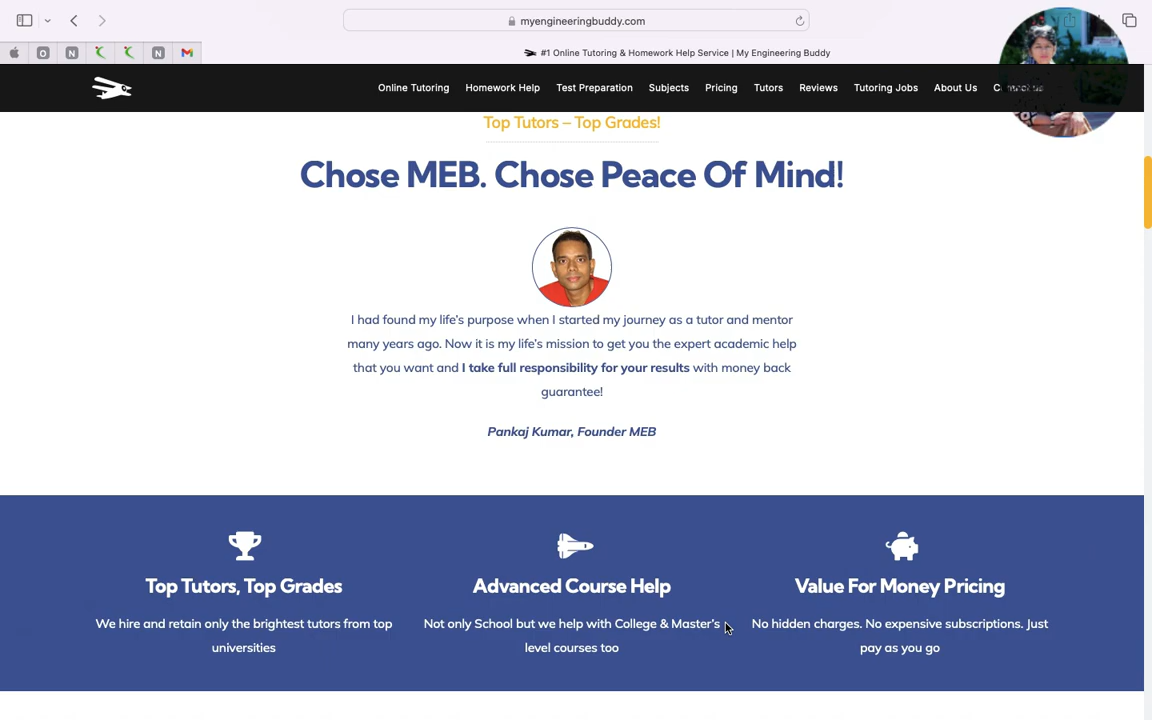 myengineeringbuddy.com
O
N
N
#1 Online Tutoring & Homework Help Service | My Engineering Buddy
Online Tutoring Homework Help Test Preparation Subjects Pricing Tutors Reviews Tutoring Jobs About Us
Top Tutors – Top Grades!
Chose MEB. Chose Peace Of Mind!
I had found my life's purpose when I started my journey as a tutor and mentor
many years ago. Now it is my life's mission to get you the expert academic help
that you want and I take full responsibility for your results with money back
guarantee!
Pankaj Kumar, Founder MEB
Top Tutors, Top Grades
We hire and retain only the brightest tutors from top
universities
Advanced Course Help
Not only School but we help with College & Master's
level courses too
Value For Money Pricing
No hidden charges. No expensive subscriptions. Just
pay as you go